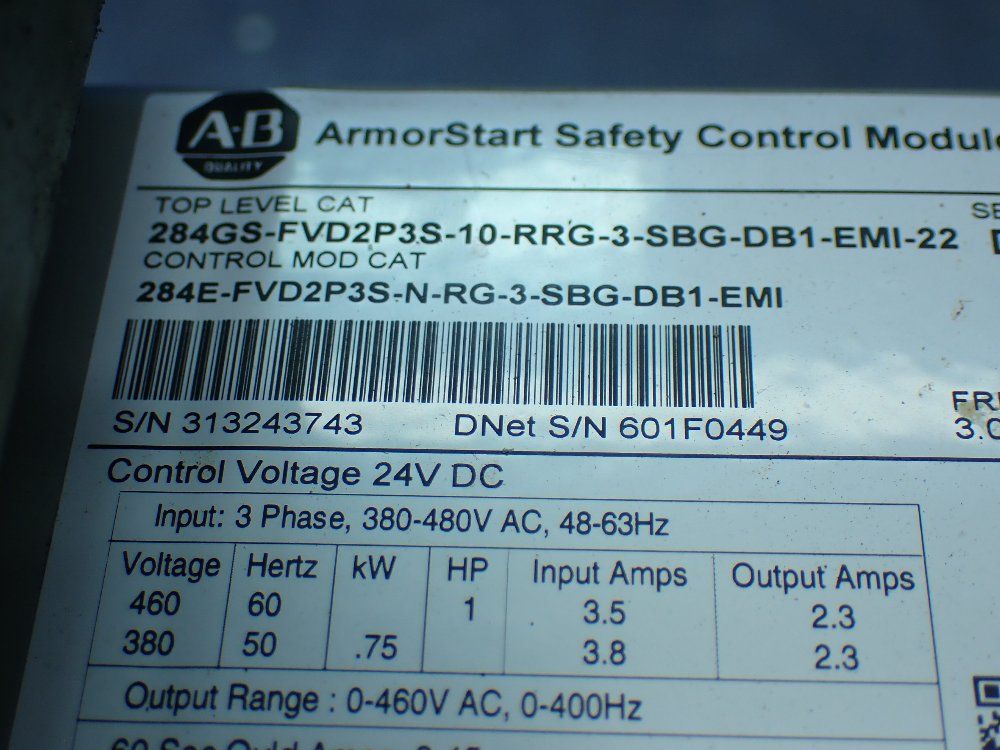 A-B
QUALITY
ArmorStart Safety Control Module
TOP LEVEL CAT
284GS-FVD2P3S-10-RRG-3-SBG-DB1-EMI-22
CONTROL MOD CAT
284E-FVD2P3S-N-RG-3-SBG-DB1-EMI
S/N 313243743 DNet S/N 601F0449
3.0
Control Voltage 24V DC
Input: 3 Phase, 380-480V AC, 48-63Hz
Voltage Hertz kW HP Input Amps Output Amps
460 60 1 3.5 2.3
380 50 .75 3.8 2.3
Output Range : 0-460V AC, 0-400Hz